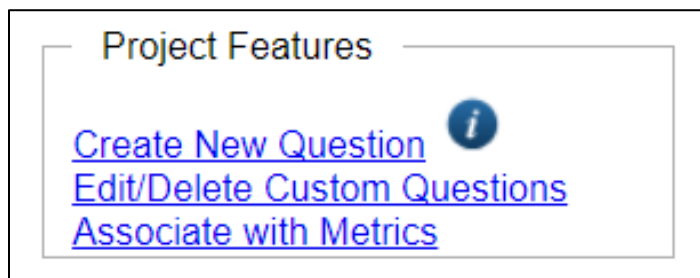 Project Features
Create New Question i
Edit/Delete Custom Questions
Associate with Metrics